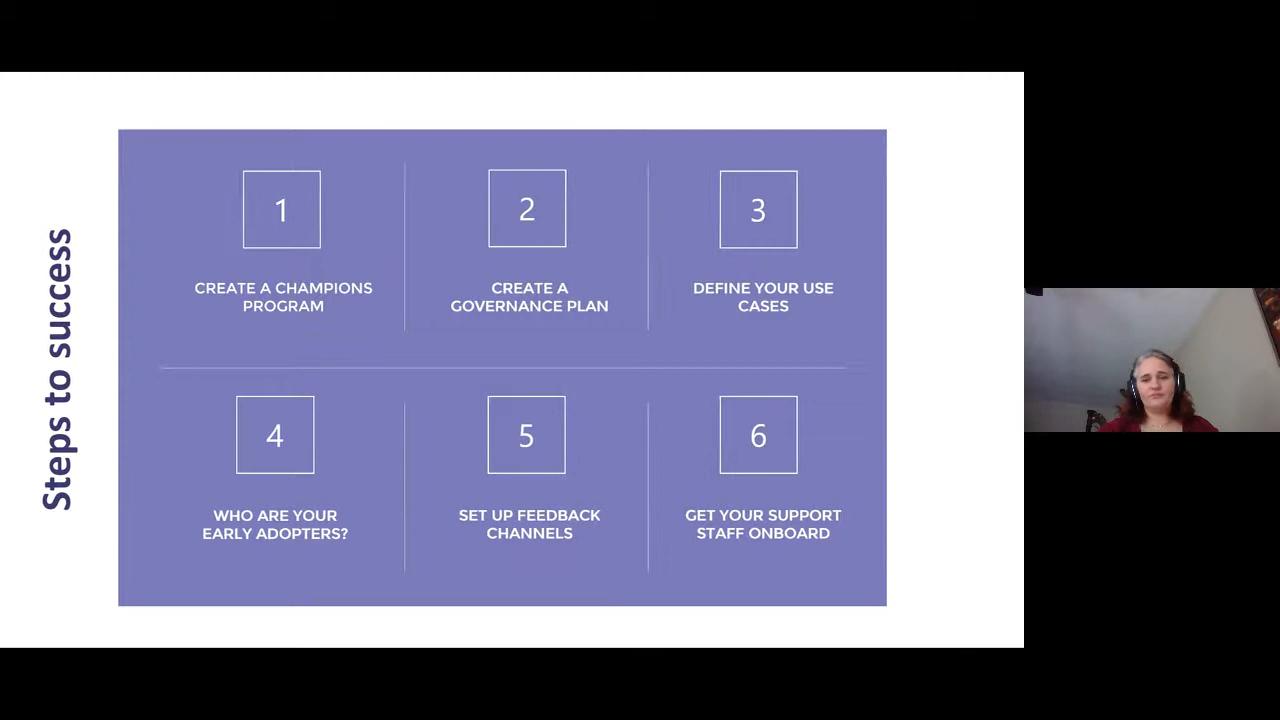 Steps to success
1
CREATE A CHAMPIONS
PROGRAM
2
CREATE A
GOVERNANCE PLAN
3
DEFINE YOUR USE
CASES
4
WHO ARE YOUR
EARLY ADOPTERS?
5
SET UP FEEDBACK
CHANNELS
6
GET YOUR SUPPORT
STAFF ONBOARD